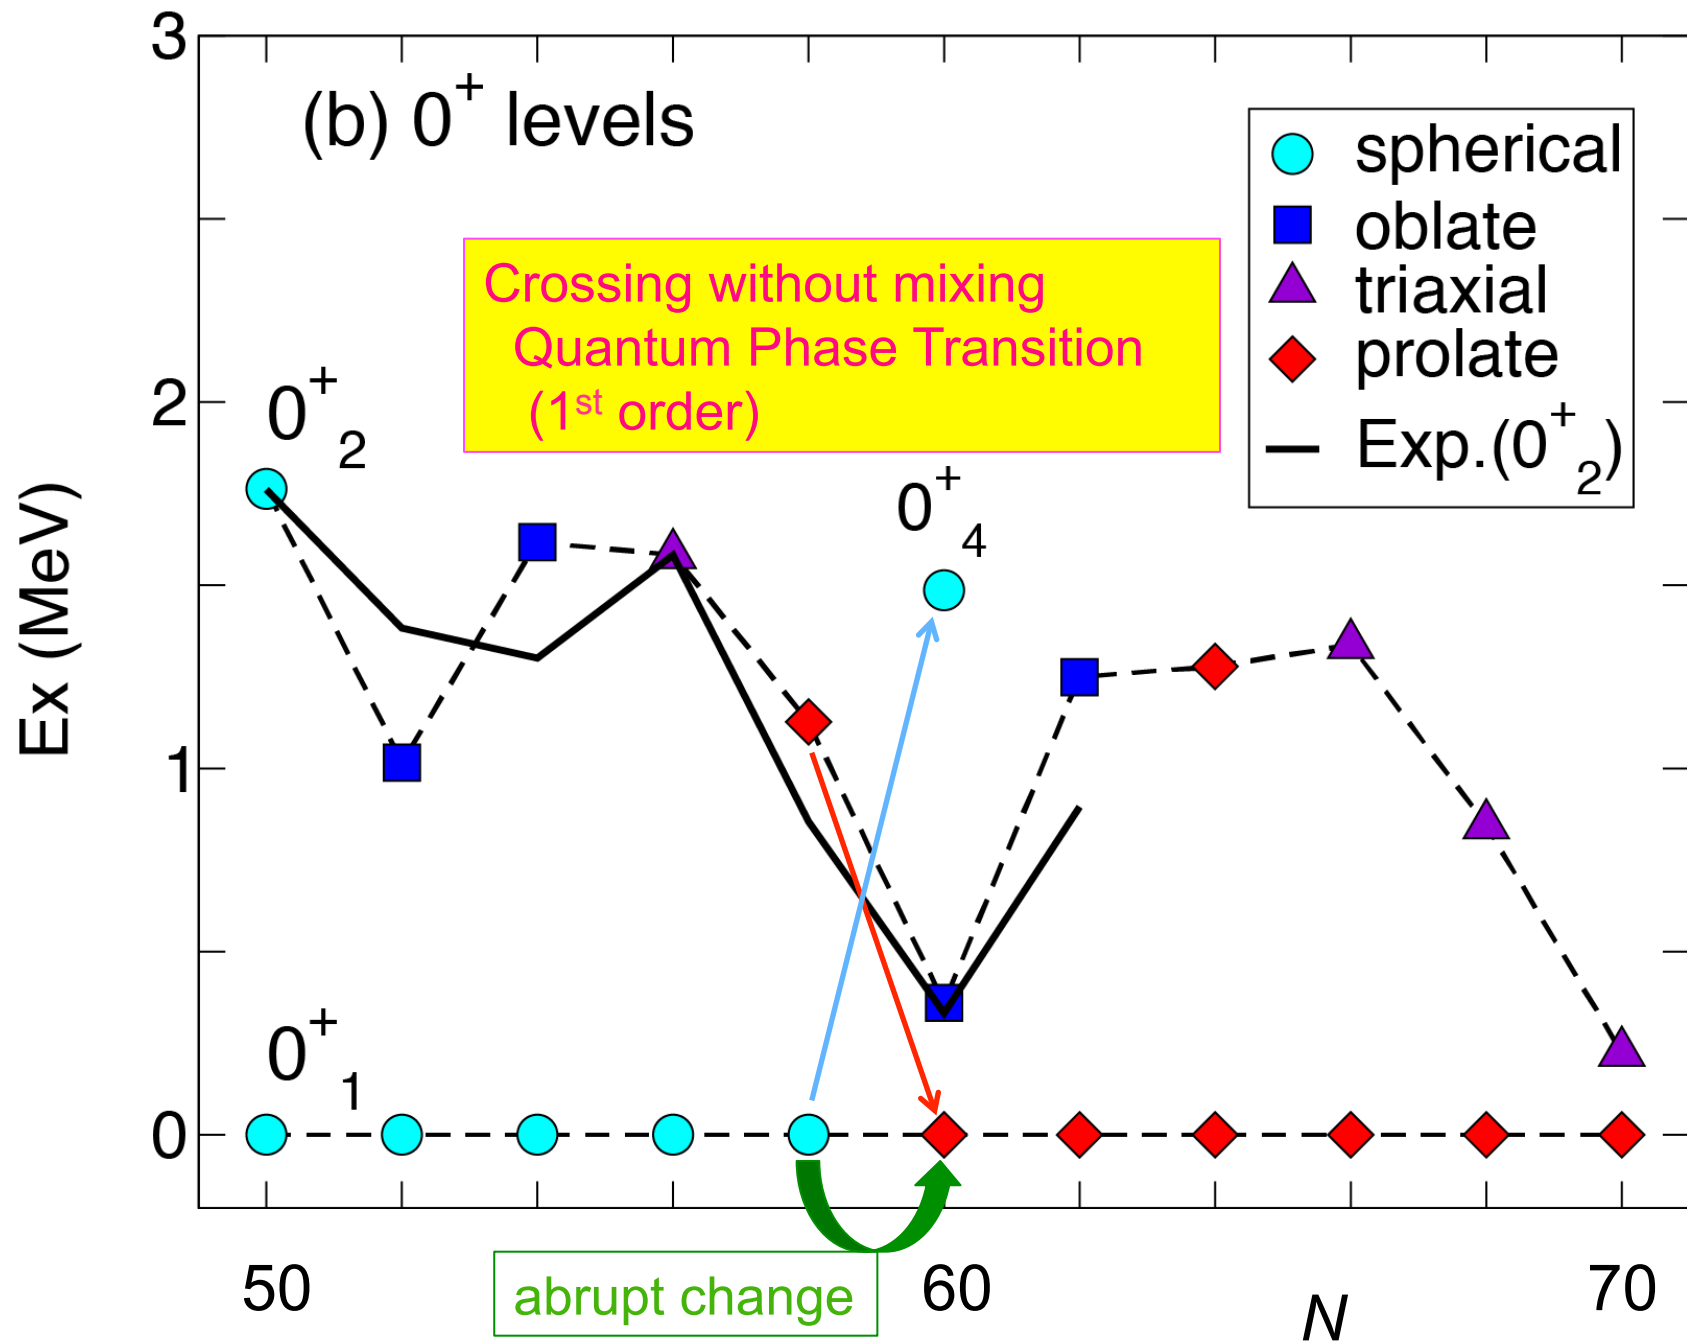 3
(b) 0⁺ levels
spherical
oblate
triaxial
prolate
Exp.(0⁺₂)
Crossing without mixing
Quantum Phase Transition
(1ˢᵗ order)
2
0⁺₂
0⁺₄
Ex (MeV)
1
0⁺₁
0
50
abrupt change
60
N
70